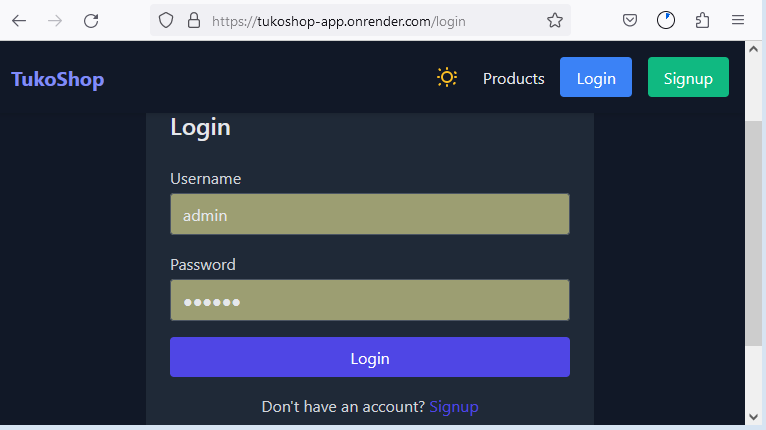 https://tukoshop-app.onrender.com/login
TukoShop
Products
Login
Signup
Login
Username
admin
Password
●●●●●●
Login
Don't have an account? Signup